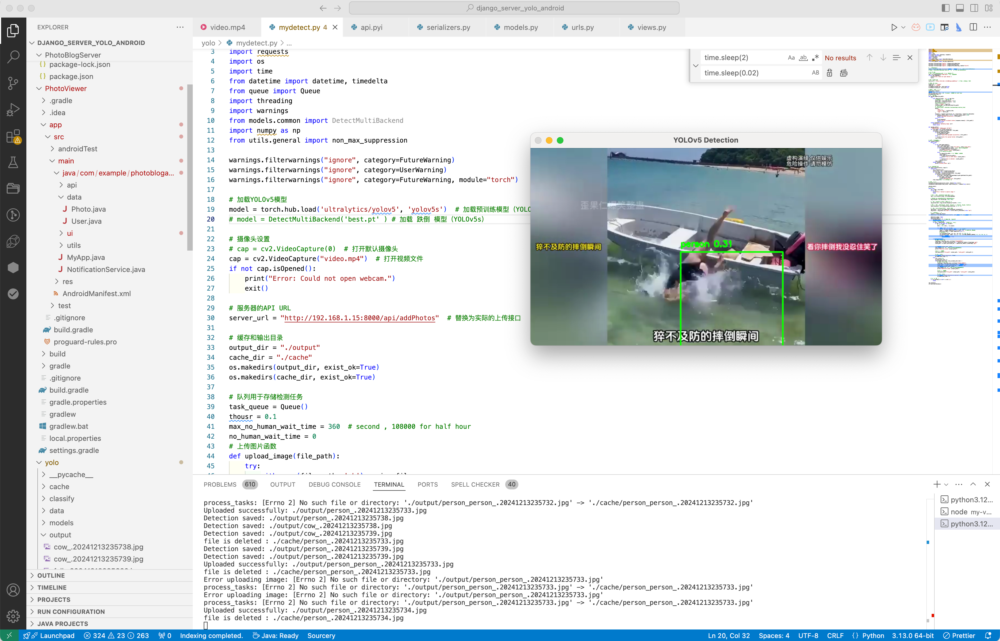 django_server_yolo_android
EXPLORER
DJANGO_SERVER_YOLO_ANDROID
PhotoBlogServer
package-lock.json
package.json
PhotoViewer
.gradle
.idea
app
src
androidTest
main
java/com/example/photobloga...
api
data
Photo.java
User.java
ui
utils
MyApp.java
NotificationService.java
res
AndroidManifest.xml
test
.gitignore
build.gradle
proguard-rules.pro
build
gradle
.gitignore
build.gradle
gradle.properties
gradlew
gradlew.bat
local.properties
settings.gradle
yolo
__pycache__
cache
classify
data
models
output
cow_.20241213235738.jpg
cow_.20241213235739.jpg
OUTLINE
TIMELINE
PROJECTS
RUN CONFIGURATION
JAVA PROJECTS
video.mp4
mydetect.py 4
api.pyi
serializers.py
models.py
urls.py
views.py
yolo > mydetect.py > ...
time.sleep(2)
Aa ab No results
time.sleep(0.02)
AB
3 import requests
4 import os
5 import time
6 from datetime import datetime, timedelta
7 from queue import Queue
8 import threading
9 import warnings
10 from models.common import DetectMultiBackend
11 import numpy as np
12 from utils.general import non_max_suppression
13
14 warnings.filterwarnings("ignore", category=FutureWarning)
15 warnings.filterwarnings("ignore", category=UserWarning)
16 warnings.filterwarnings("ignore", category=FutureWarning, module="torch")
17
18 # 加载YOLOv5模型
19 model = torch.hub.load('ultralytics/yolov5', 'yolov5s')  # 加载预训练模型（YOLO
20 # model = DetectMultiBackend('best.pt' ) # 加载 跌倒 模型（YOLOv5s）
21
22 # 摄像头设置
23 # cap = cv2.VideoCapture(0)  # 打开默认摄像头
24 cap = cv2.VideoCapture("video.mp4")  # 打开视频文件
25 if not cap.isOpened():
26     print("Error: Could not open webcam.")
27     exit()
28
29 # 服务器的API URL
30 server_url = "http://192.168.1.15:8000/api/addPhotos"  # 替换为实际的上传接口
31
32 # 缓存和输出目录
33 output_dir = "./output"
34 cache_dir = "./cache"
35 os.makedirs(output_dir, exist_ok=True)
36 os.makedirs(cache_dir, exist_ok=True)
37
38 # 队列用于存储检测任务
39 task_queue = Queue()
40 thousr = 0.1
41 max_no_human_wait_time = 360  # second , 108000 for half hour
42 no_human_wait_time = 0
43 # 上传图片函数
44 def upload_image(file_path):
45     try:
YOLOv5 Detection
虚构演绎 仅供娱乐
危险操作 请勿模仿
歪果仁爆笑整蛊
person 0.31
猝不及防的摔倒瞬间
看你摔倒我没忍住笑了
猝不及防的摔倒瞬间
PROBLEMS 610 OUTPUT DEBUG CONSOLE TERMINAL PORTS SPELL CHECKER 40
process_tasks: [Errno 2] No such file or directory: './output/person_person_.20241213235732.jpg' -> './cache/person_person_.20241213235732.jpg'
Uploaded successfully: ./output/person_.20241213235733.jpg
Detection saved: ./output/person_.20241213235738.jpg
Detection saved: ./output/cow_.20241213235738.jpg
Detection saved: ./output/cow_.20241213235739.jpg
file is deleted : ./cache/person_.20241213235733.jpg
Detection saved: ./output/person_.20241213235739.jpg
Detection saved: ./output/person_.20241213235739.jpg
Uploaded successfully: ./output/person_person_.20241213235733.jpg
file is deleted : ./cache/person_person_.20241213235733.jpg
Error uploading image: [Errno 2] No such file or directory: './output/person_person_.20241213235733.jpg'
process_tasks: [Errno 2] No such file or directory: './output/person_person_.20241213235733.jpg' -> './cache/person_person_.20241213235733.jpg'
Error uploading image: [Errno 2] No such file or directory: './output/person_person_.20241213235733.jpg'
process_tasks: [Errno 2] No such file or directory: './output/person_person_.20241213235733.jpg' -> './cache/person_person_.20241213235733.jpg'
Uploaded successfully: ./output/person_.20241213235734.jpg
file is deleted : ./cache/person_.20241213235734.jpg
python3.12...
node my-v...
python3.12...
Launchpad 324 23 263 0 Indexing completed. Java: Ready Sourcery
Ln 20, Col 32 Spaces: 4 UTF-8 CRLF {} Python 3.13.0 64-bit Prettier